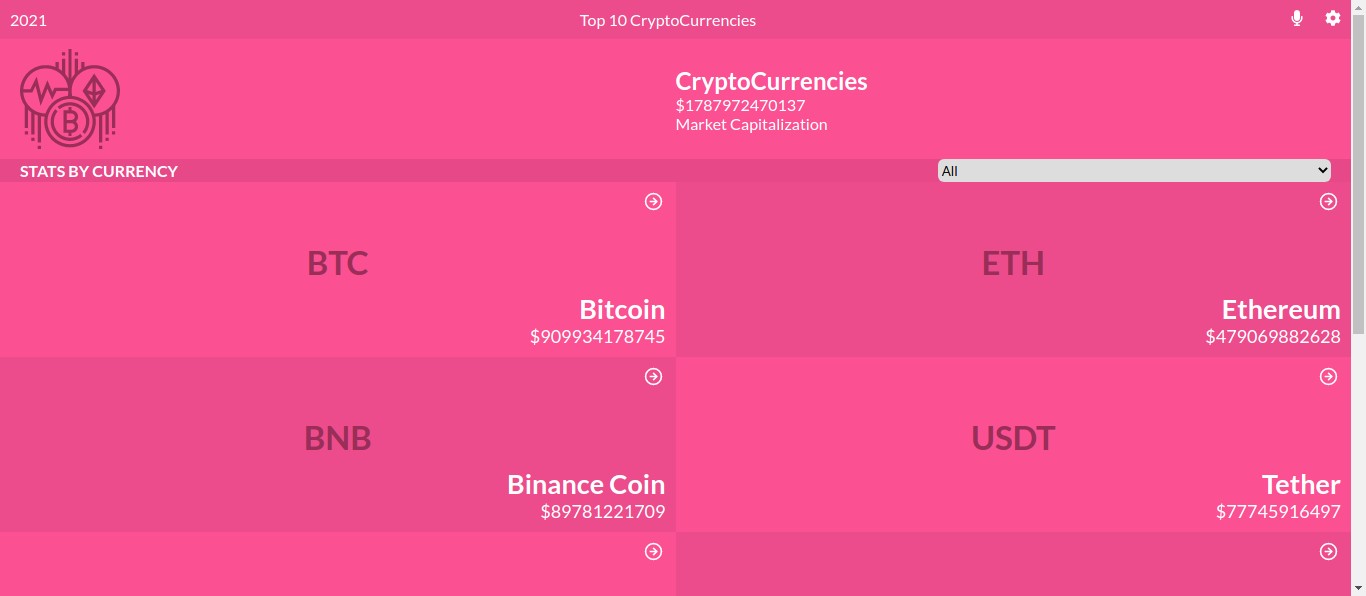 2021
Top 10 CryptoCurrencies
CryptoCurrencies
$1787972470137
Market Capitalization
STATS BY CURRENCY
All
BTC
Bitcoin
$909934178745
ETH
Ethereum
$479069882628
BNB
Binance Coin
$89781221709
USDT
Tether
$77745916497